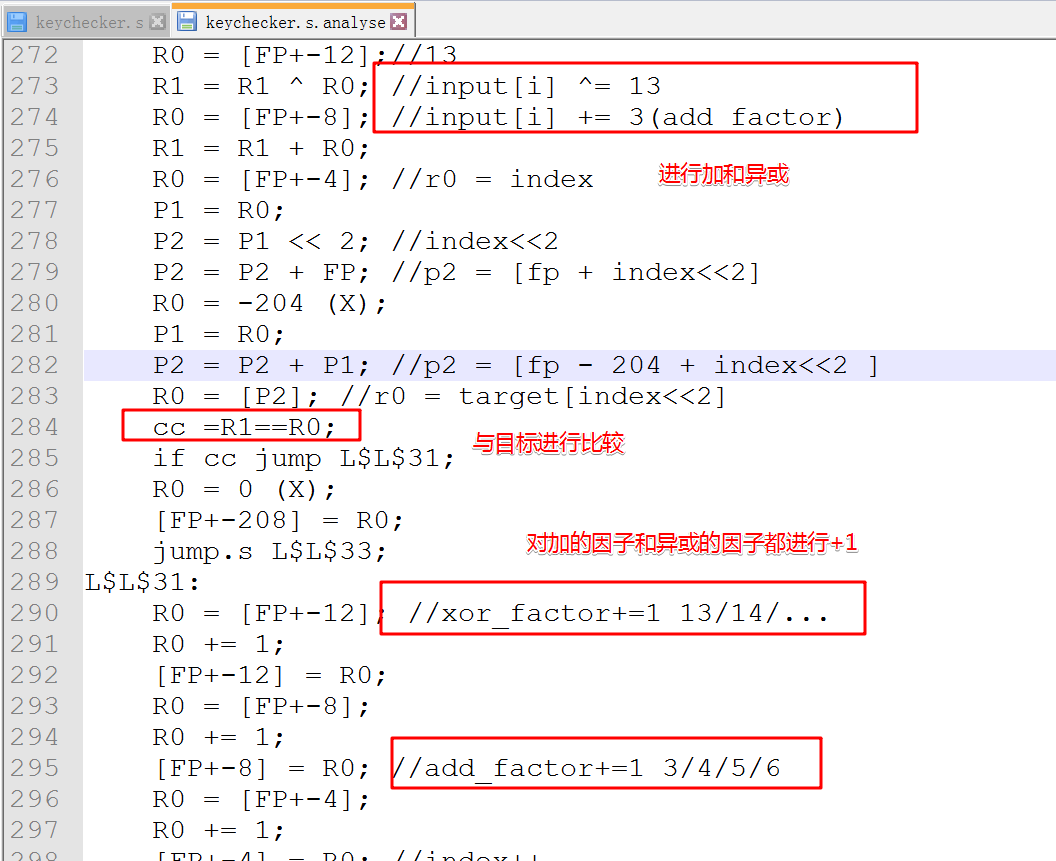 keychecker.s keychecker.s.analyse
272 R0 = [FP+-12];//13
273 R1 = R1 ^ R0; //input[i] ^= 13
274 R0 = [FP+-8]; //input[i] += 3(add factor)
275 R1 = R1 + R0;
276 R0 = [FP+-4]; //r0 = index 进行加和异或
277 P1 = R0;
278 P2 = P1 << 2; //index<<2
279 P2 = P2 + FP; //p2 = [fp + index<<2]
280 R0 = -204 (X);
281 P1 = R0;
282 P2 = P2 + P1; //p2 = [fp - 204 + index<<2 ]
283 R0 = [P2]; //r0 = target[index<<2]
284 cc =R1==R0; 与目标进行比较
285 if cc jump L$L$31;
286 R0 = 0 (X);
287 [FP+-208] = R0;
288 jump.s L$L$33; 对加的因子和异或的因子都进行+1
289 L$L$31:
290 R0 = [FP+-12]; //xor_factor+=1 13/14/...
291 R0 += 1;
292 [FP+-12] = R0;
293 R0 = [FP+-8];
294 R0 += 1;
295 [FP+-8] = R0; //add_factor+=1 3/4/5/6
296 R0 = [FP+-4];
297 R0 += 1;
298 [FP+-4] = R0; //index++